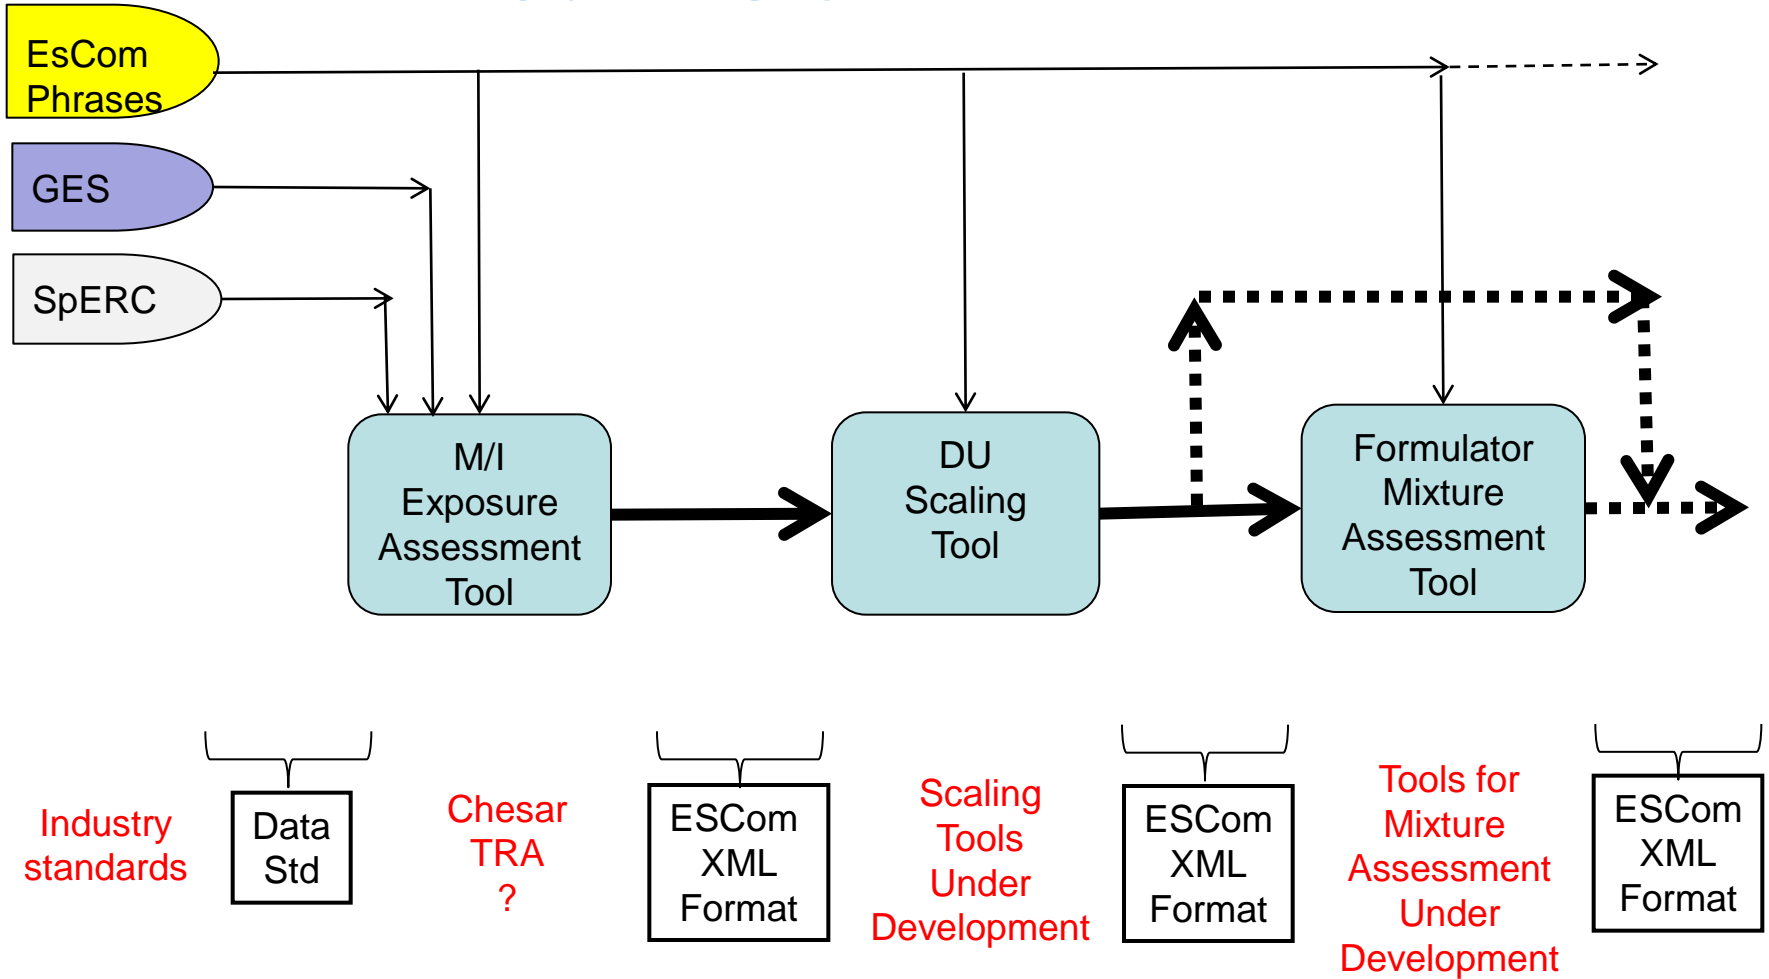 EsCom
Phrases
GES
SpERC
M/I
Exposure
Assessment
Tool
DU
Scaling
Tool
Formulator
Mixture
Assessment
Tool
Industry
standards
Data
Std
Chesar
TRA
?
ESCom
XML
Format
Scaling
Tools
Under
Development
ESCom
XML
Format
Tools for
Mixture
Assessment
Under
Development
ESCom
XML
Format